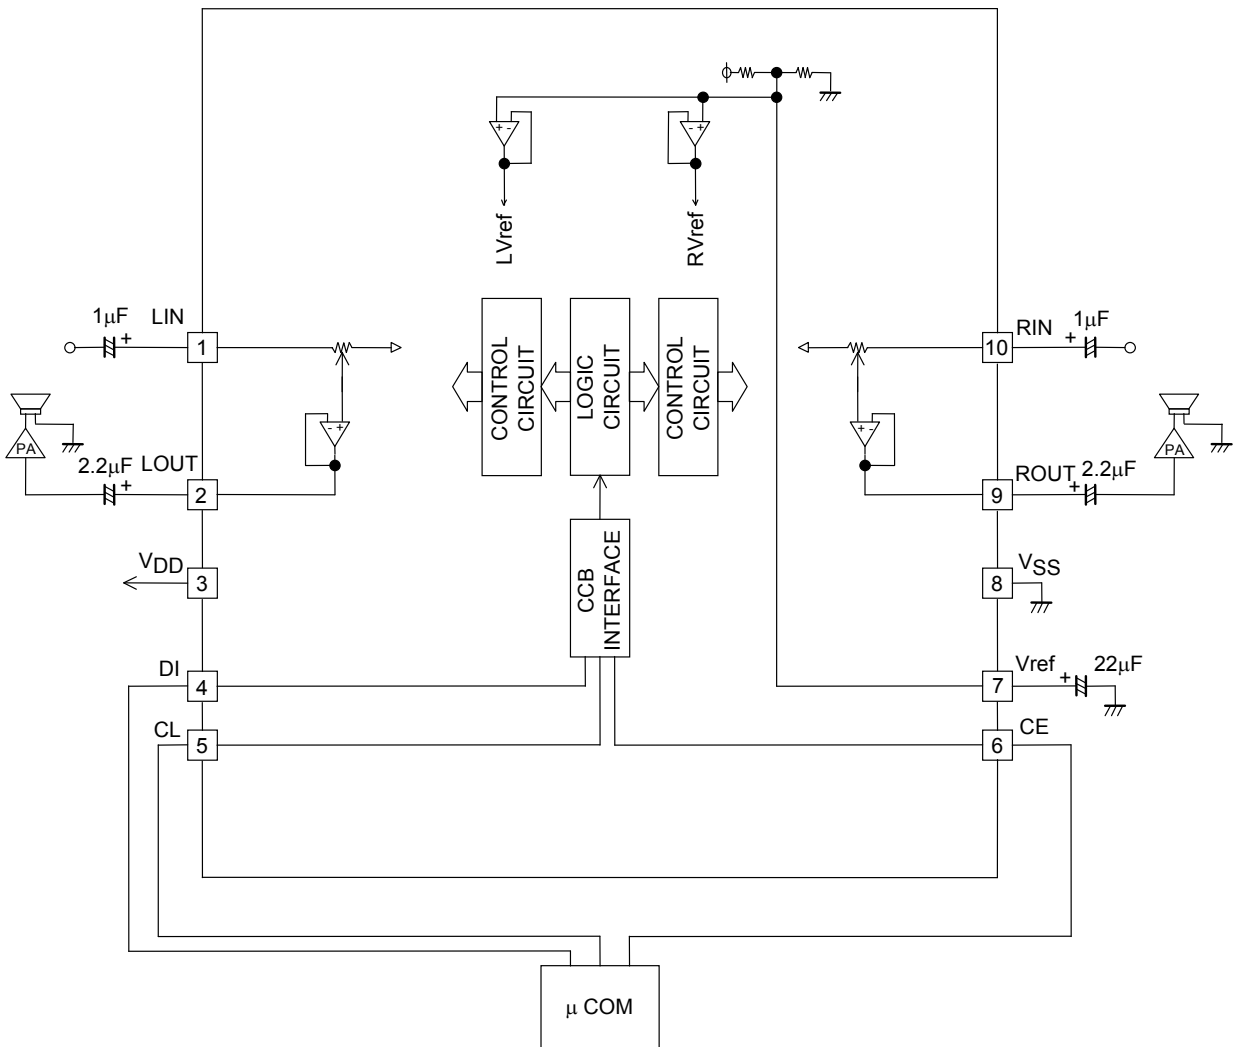 + -
- +
LVref
RVref
1µF
+
LIN
1
CONTROL
CIRCUIT
LOGIC
CIRCUIT
CONTROL
CIRCUIT
10
RIN
+
1µF
PA
2.2µF
+
LOUT
2
- +
+ -
9
ROUT
+
2.2µF
PA
VDD
3
CCB
INTERFACE
8
VSS
DI
4
7
Vref
+
22µF
CL
5
6
CE
µ COM